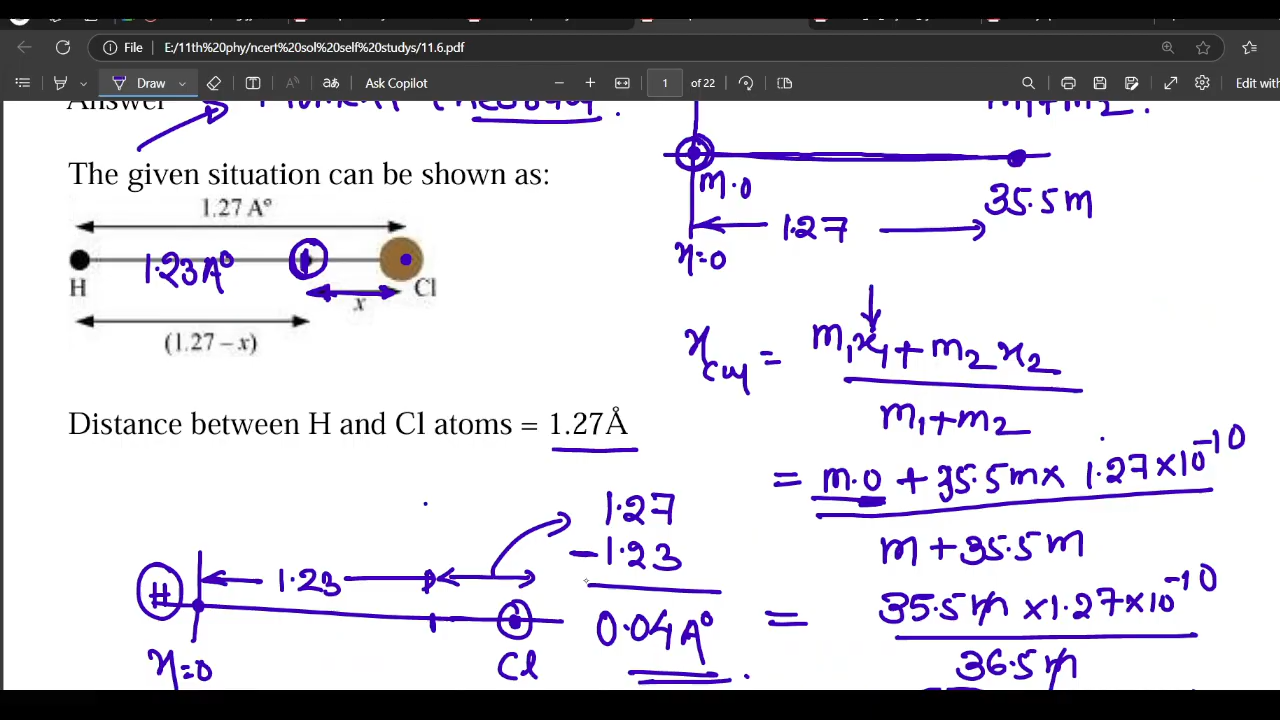 File E:/11th%20phy/ncert%20sol%20self%20studys/11.6.pdf
Draw Ask Copilot 1 of 22 Edit with
Answer
The given situation can be shown as:
1.27 A°
1.23A°
H Cl
x
(1.27 – x)
Distance between H and Cl atoms = 1.27Å
1.27
-1.23
0.04A°
H 1.23
x=0 Cl
m1+m2.
m.0 35.5m
1.27
x=0
xcm = m1x1+m2x2
m1+m2
= m.0 + 35.5m× 1.27×10-10
m+35.5m
= 35.5m×1.27×10-10
36.5m